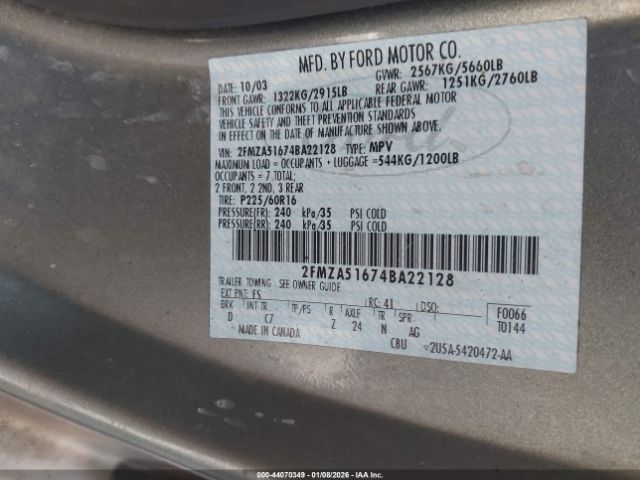 MFD. BY FORD MOTOR CO.
DATE: 10/03 GVWR: 2567KG/5660LB
FRONT GAWR: 1322KG/2915LB REAR GAWR: 1251KG/2760LB
THIS VEHICLE CONFORMS TO ALL APPLICABLE FEDERAL MOTOR
VEHICLE SAFETY AND THEFT PREVENTION STANDARDS
IN EFFECT ON THE DATE OF MANUFACTURE SHOWN ABOVE.
VIN: 2FMZA51674BA22128 TYPE: MPV
MAXIMUM LOAD = OCCUPANTS + LUGGAGE =544KG/1200LB
OCCUPANTS = 7 TOTAL:
2 FRONT, 2 2ND, 3 REAR
TIRE: P225/60R16
PRESSURE(FR): 240 kPa/35 PSI COLD
PRESSURE(RR): 240 kPa/35 PSI COLD
2FMZA51674BA22128
TRAILER TOWING - SEE OWNER GUIDE
EXT PNT: FS RC: 41 DSO: F0066
BRK INT TR TP/PS R AXLE TR SPR T0144
D C7 Z 24 N AG
MADE IN CANADA CBU 2U5A-5420472-AA
000-44070349 - 01/08/2026 - IAA Inc.